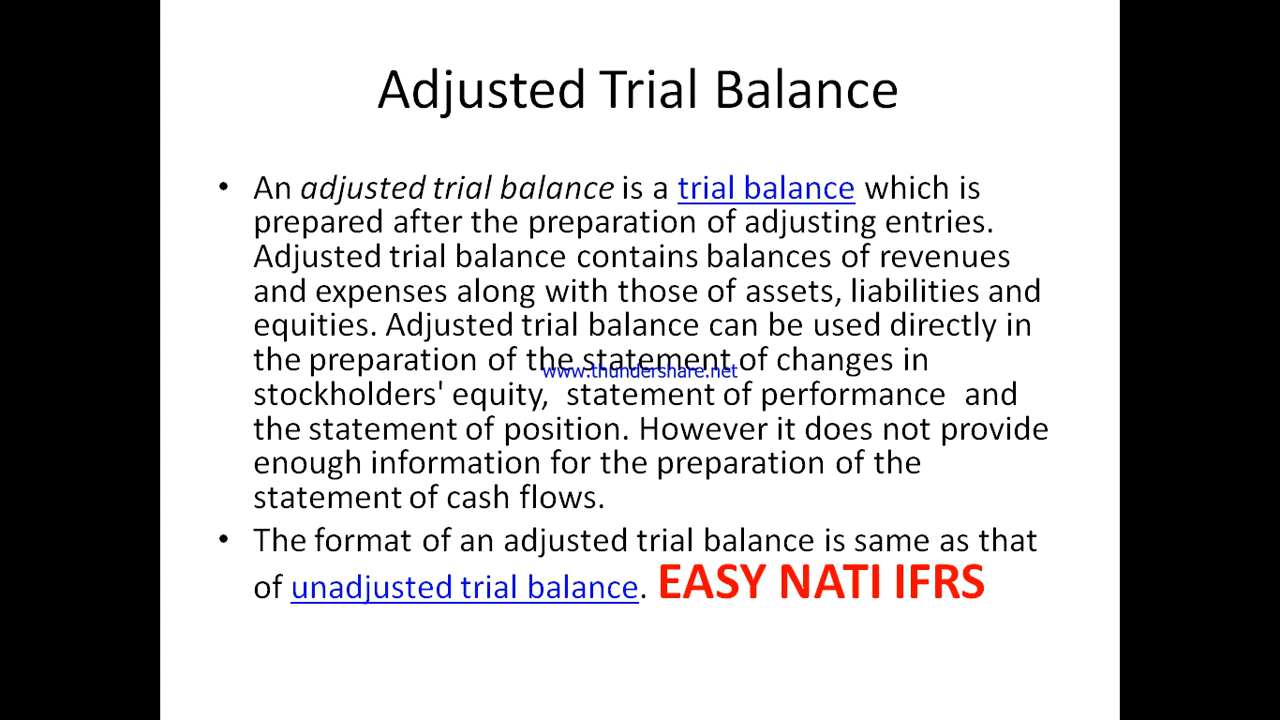 Adjusted Trial Balance
• An adjusted trial balance is a trial balance which is
prepared after the preparation of adjusting entries.
Adjusted trial balance contains balances of revenues
and expenses along with those of assets, liabilities and
equities. Adjusted trial balance can be used directly in
the preparation of the statement of changes in
www.thundershare.net
stockholders' equity, statement of performance and
the statement of position. However it does not provide
enough information for the preparation of the
statement of cash flows.
• The format of an adjusted trial balance is same as that
of unadjusted trial balance. EASY NATI IFRS